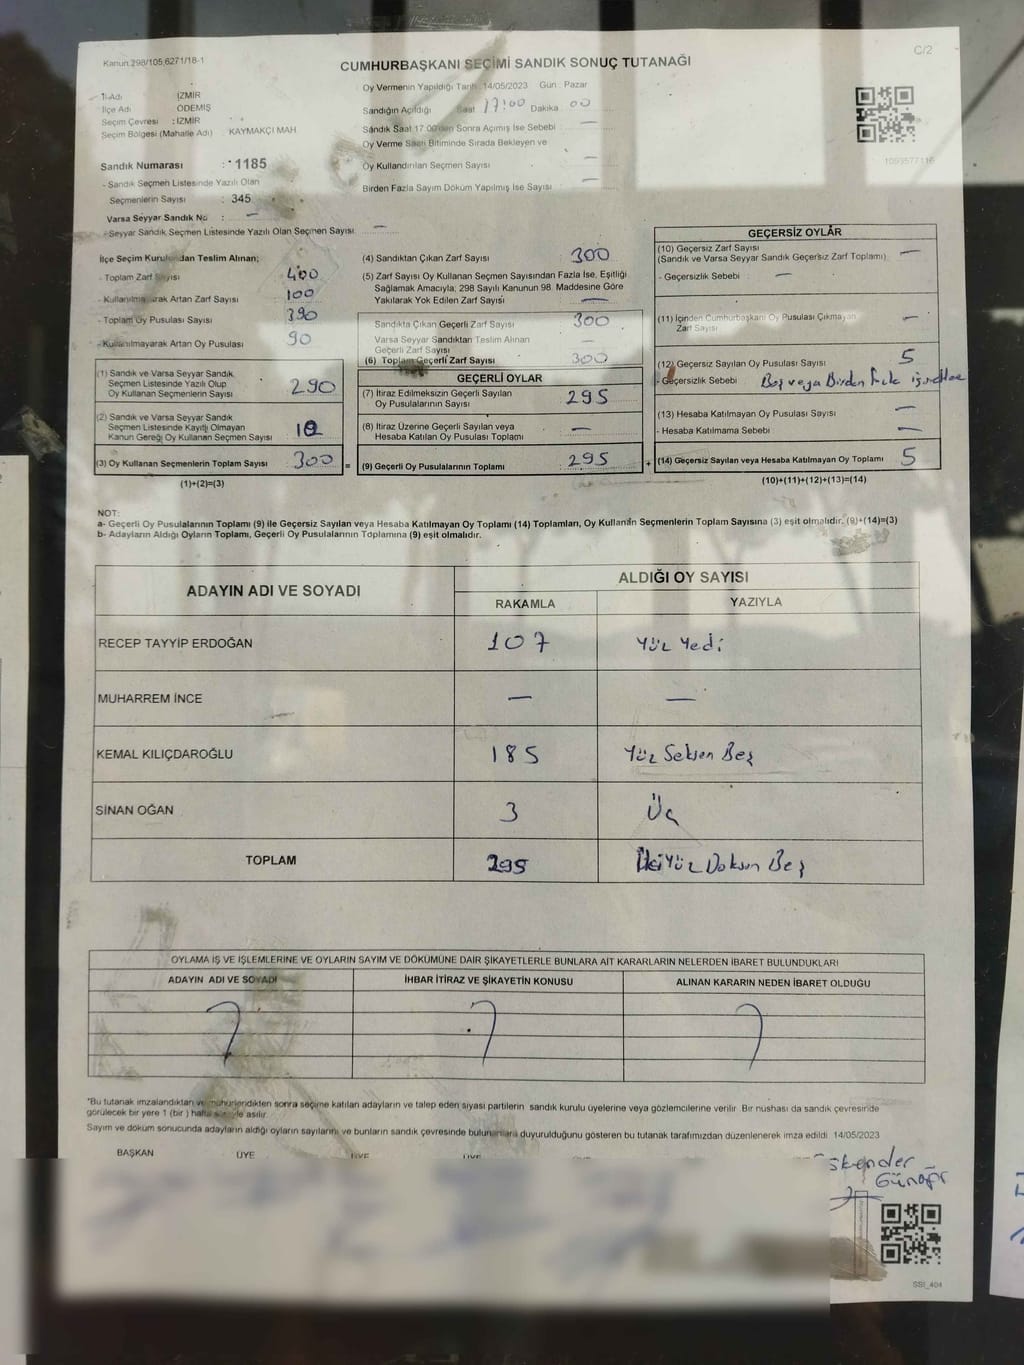 C/2
Kanun 298/105,6271/18-1
CUMHURBAŞKANI SEÇİMİ SANDIK SONUÇ TUTANAĞI
İl Adı İZMİR
İlçe Adı ÖDEMİŞ
Seçim Çevresi : İZMİR
Seçim Bölgesi (Mahalle Adı) KAYMAKÇI MAH
Sandık Numarası : 1185
- Sandık Seçmen Listesinde Yazılı Olan
Seçmenlerin Sayısı : 345
Varsa Seyyar Sandık No : —
- Seyyar Sandık Seçmen Listesinde Yazılı Olan Seçmen Sayısı —
Oy Vermenin Yapıldığı Tarih 14/05/2023 Gün Pazar
Sandığın Açıldığı Saat 17:00 Dakika 00
Sandık Saat 17.00'den Sonra Açımış İse Sebebi —
Oy Verme Saati Bitiminde Sırada Bekleyen ve
Oy Kullandırılan Seçmen Sayısı —
Birden Fazla Sayım Döküm Yapılmış İse Sayısı —
1093577116
İlçe Seçim Kurulundan Teslim Alınan;
- Toplam Zarf Sayısı 400
- Kullanılmayarak Artan Zarf Sayısı 100
- Toplam Oy Pusulası Sayısı 390
- Kullanılmayarak Artan Oy Pusulası 90
(1) Sandık ve Varsa Seyyar Sandık
Seçmen Listesinde Yazılı Olup
Oy Kullanan Seçmenlerin Sayısı 290
(2) Sandık ve Varsa Seyyar Sandık
Seçmen Listesinde Kayıtlı Olmayan
Kanun Gereği Oy Kullanan Seçmen Sayısı 10
(3) Oy Kullanan Seçmenlerin Toplam Sayısı 300 =
(1)+(2)=(3)
(4) Sandıktan Çıkan Zarf Sayısı 300
(5) Zarf Sayısı Oy Kullanan Seçmen Sayısından Fazla İse, Eşitliği
Sağlamak Amacıyla; 298 Sayılı Kanunun 98. Maddesine Göre
Yakılarak Yok Edilen Zarf Sayısı —
Sandıkta Çıkan Geçerli Zarf Sayısı 300
Varsa Seyyar Sandıktan Teslim Alınan
Geçerli Zarf Sayısı —
(6) Toplam Geçerli Zarf Sayısı 300
GEÇERLİ OYLAR
(7) İtiraz Edilmeksizin Geçerli Sayılan
Oy Pusulalarının Sayısı 295
(8) İtiraz Üzerine Geçerli Sayılan veya
Hesaba Katılan Oy Pusulası Toplamı —
(9) Geçerli Oy Pusulalarının Toplamı 295 +
GEÇERSİZ OYLAR
(10) Geçersiz Zarf Sayısı
(Sandık ve Varsa Seyyar Sandık Geçersiz Zarf Toplamı) —
- Geçersizlik Sebebi —
(11) İçinden Cumhurbaşkanı Oy Pusulası Çıkmayan
Zarf Sayısı —
(12) Geçersiz Sayılan Oy Pusulası Sayısı 5
- Geçersizlik Sebebi Boş veya Birden
(13) Hesaba Katılmayan Oy Pusulası Sayısı —
- Hesaba Katılmama Sebebi —
(14) Geçersiz Sayılan veya Hesaba Katılmayan Oy Toplamı 5
(10)+(11)+(12)+(13)=(14)
NOT:
a- Geçerli Oy Pusulalarının Toplamı (9) ile Geçersiz Sayılan veya Hesaba Katılmayan Oy Toplamı (14) Toplamları, Oy Kullanan Seçmenlerin Toplam Sayısına (3) eşit olmalıdır. (9)+(14)=(3)
b- Adayların Aldığı Oyların Toplamı, Geçerli Oy Pusulalarının Toplamına (9) eşit olmalıdır.
ADAYIN ADI VE SOYADI ALDIĞI OY SAYISI
RAKAMLA YAZIYLA
RECEP TAYYİP ERDOĞAN 107 Yüz Yedi
MUHARREM İNCE — —
KEMAL KILIÇDAROĞLU 185 Yüz Seksen Beş
SİNAN OĞAN 3 Üç
TOPLAM 295 İkiYüz Doksan Beş
OYLAMA İŞ VE İŞLEMLERİNE VE OYLARIN SAYIM VE DÖKÜMÜNE DAİR ŞİKAYETLERLE BUNLARA AİT KARARLARIN NELERDEN İBARET BULUNDUKLARI
ADAYIN ADI VE SOYADI İHBAR İTİRAZ VE ŞİKAYETİN KONUSU ALINAN KARARIN NEDEN İBARET OLDUĞU
*Bu tutanak imzalandıktan ve mühürlendikten sonra seçime katılan adayların ve talep eden siyasi partilerin sandık kurulu üyelerine veya gözlemcilerine verilir. Bir nushası da sandık çevresinde
görülecek bir yere 1 (bir ) hafta süreyle asılır.
Sayım ve döküm sonucunda adayların aldığı oyların sayılarını ve bunların sandık çevresinde bulunanlara duyurulduğunu gösteren bu tutanak tarafımızdan düzenlenerek imza edildi 14/05/2023
BAŞKAN ÜYE ÜYE ÜYE
İskender
SSI_404